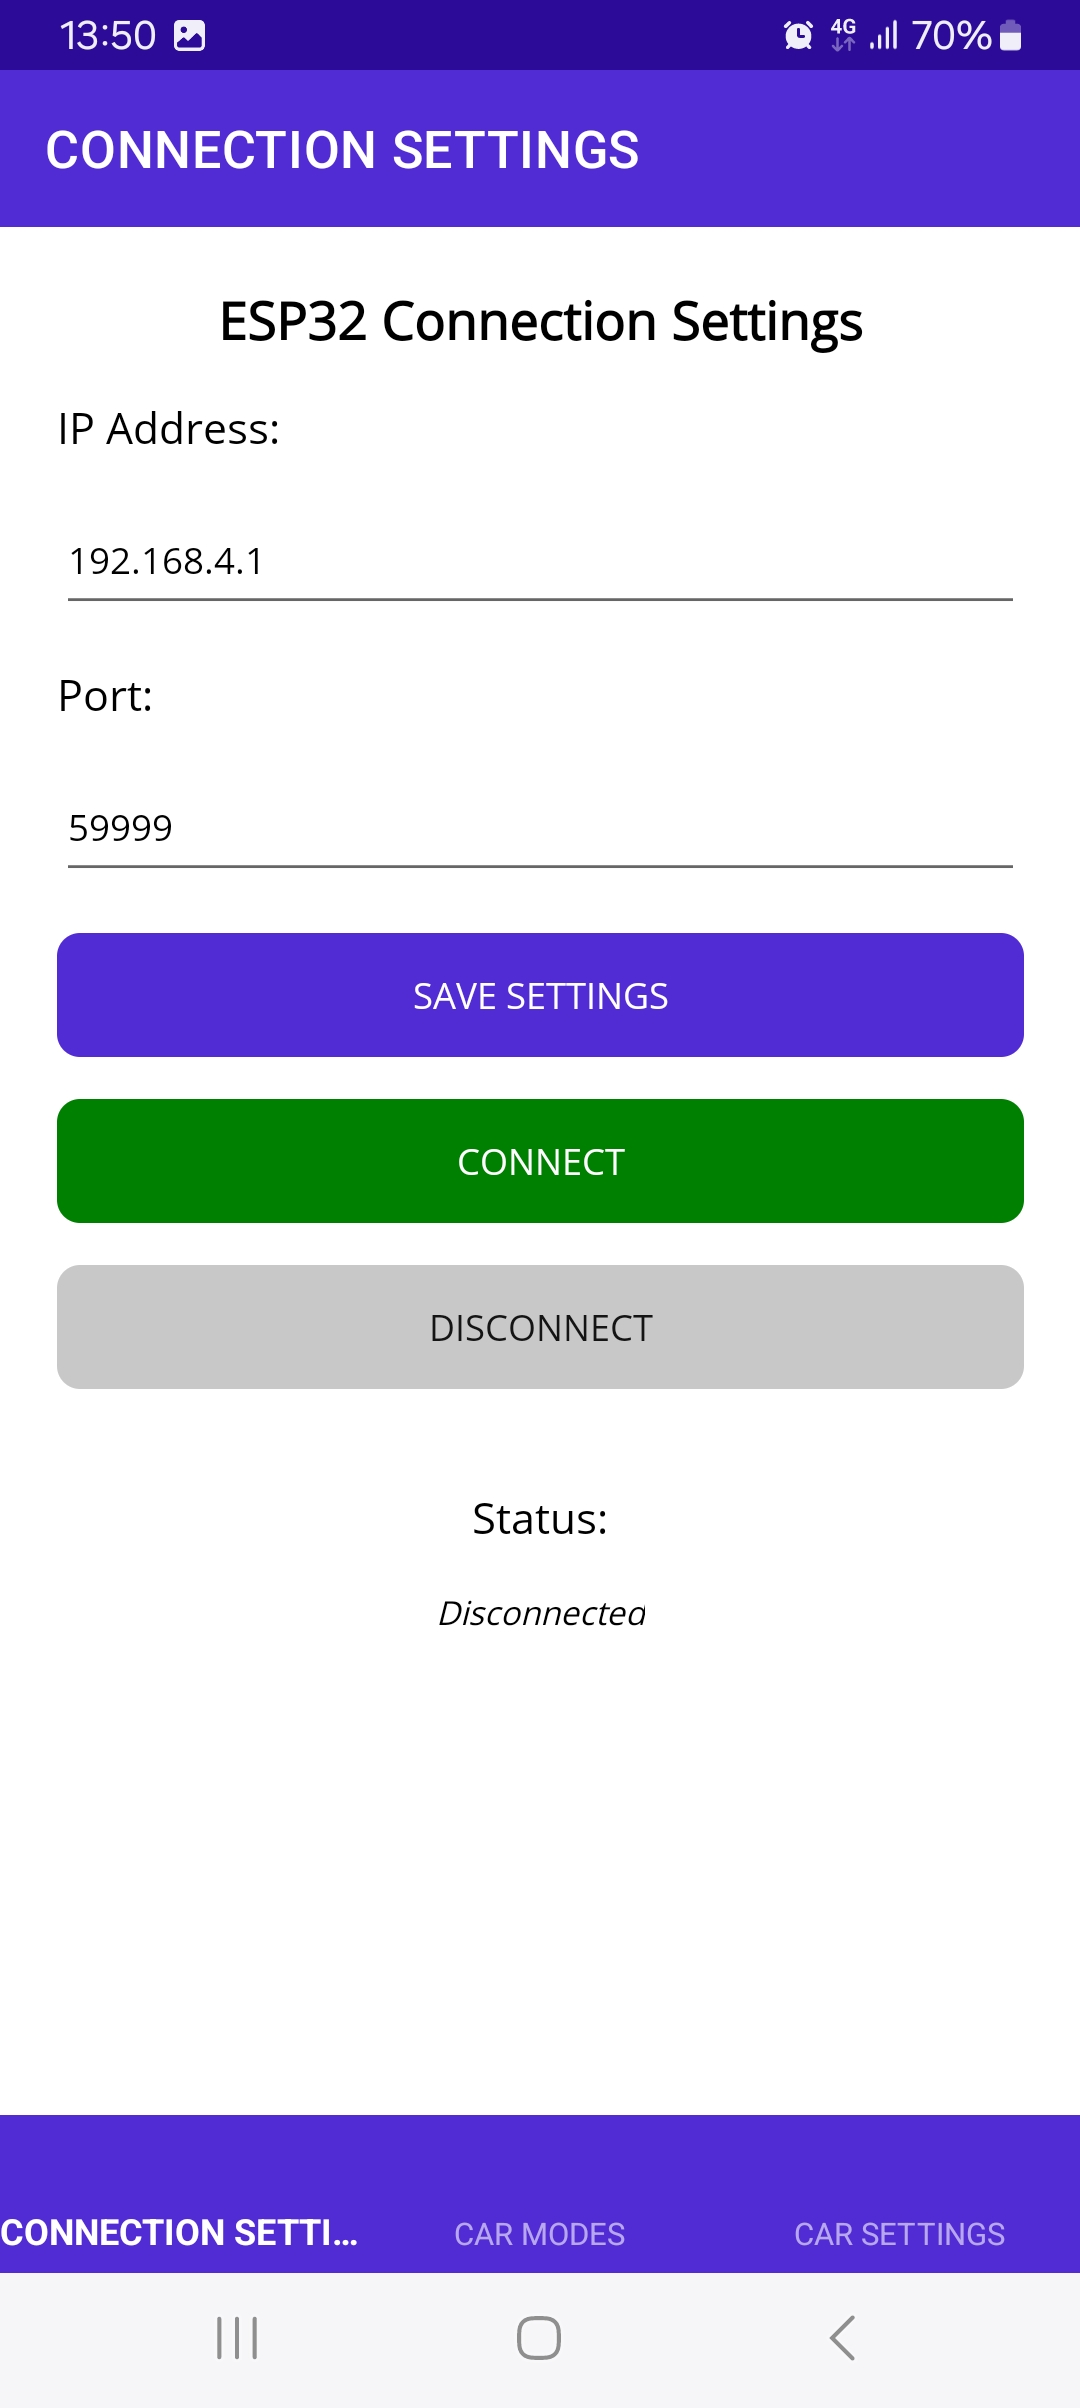 13:50 4G 70%
CONNECTION SETTINGS
ESP32 Connection Settings
IP Address:
192.168.4.1
Port:
59999
SAVE SETTINGS
CONNECT
DISCONNECT
Status:
Disconnected
CONNECTION SETTI... CAR MODES CAR SETTINGS